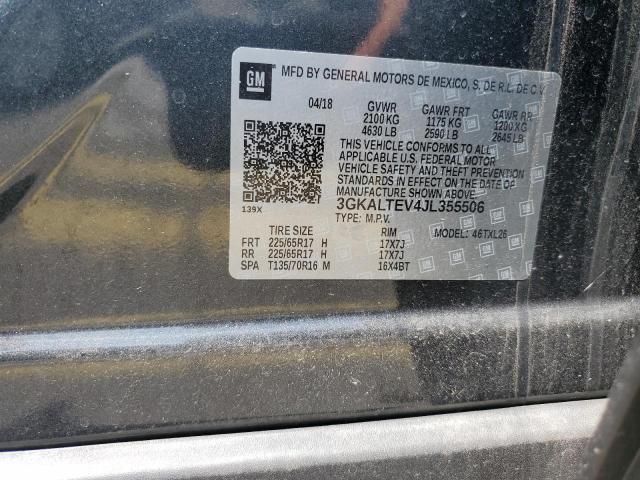 GM
MFD BY GENERAL MOTORS DE MEXICO, S. DE R.L. DE C.V.
04/18 GVWR GAWR FRT GAWR RR
2100 KG 1175 KG 1200 KG
4630 LB 2590 LB 2645 LB
THIS VEHICLE CONFORMS TO ALL
APPLICABLE U.S. FEDERAL MOTOR
VEHICLE SAFETY AND THEFT PREVENTION
STANDARDS IN EFFECT ON THE DATE OF
MANUFACTURE SHOWN ABOVE.
139X
3GKALTEV4JL355506
TYPE: M.P.V.
TIRE SIZE RIM MODEL: 46TXL26
FRT 225/65R17 H 17X7J
RR 225/65R17 H 17X7J
SPA T135/70R16 M 16X4BT